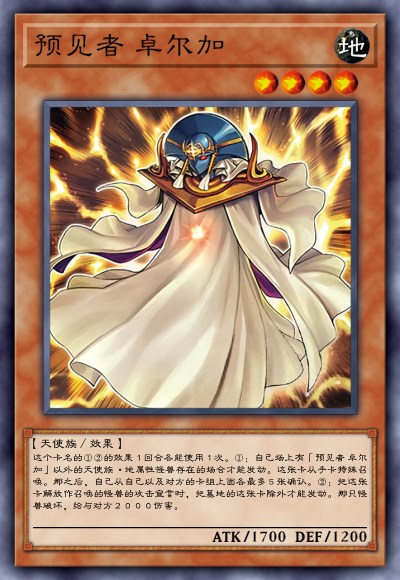 预见者 卓尔加
地
【天使族／效果】
这个卡名的①②的效果1回合各能使用1次。①：自己场上有「预见者 卓尔
加」以外的天使族·地属性怪兽存在的场合才能发动。这张卡从手卡特殊召
唤。那之后，自己从自己以及对方的卡组上面各最多5张确认。②：把这张
卡解放作召唤的怪兽的攻击宣言时，把墓地的这张卡除外才能发动。那只怪
兽破坏，给与对方2000伤害。
ATK/1700 DEF/1200